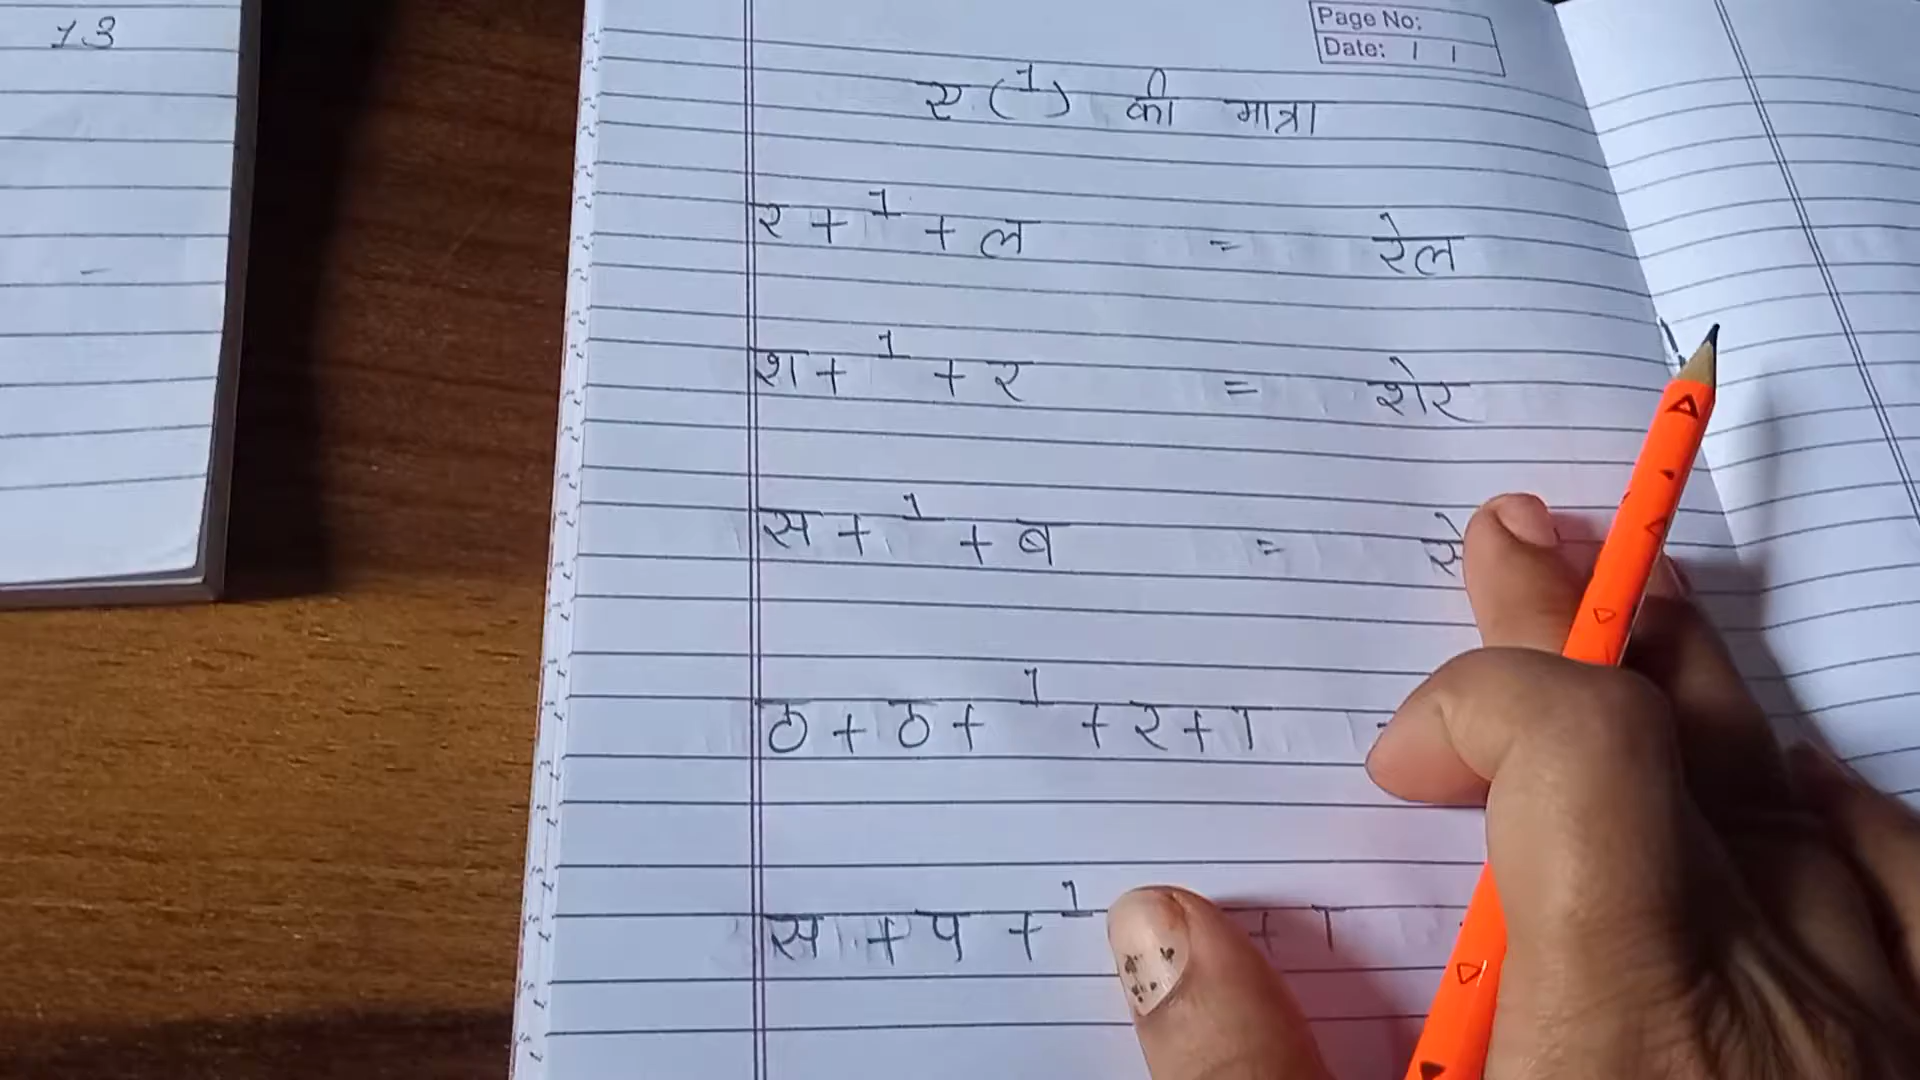 13
Page No:
Date: / /
ए (े) की मात्रा
र + े + ल = रेल
श + े + र = शेर
स + े + ब = से
ठ + ठ + े + र + ा
स + प + े + ा